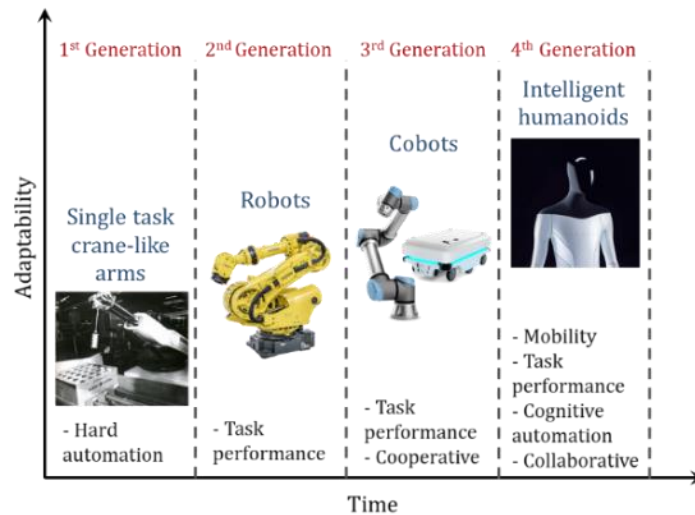 1st Generation
2nd Generation
3rd Generation
4th Generation
Single task
crane-like
arms
Robots
Cobots
Intelligent
humanoids
- Hard
automation
- Task
performance
- Task
performance
- Cooperative
- Mobility
- Task
performance
- Cognitive
automation
- Collaborative
Adaptability
Time